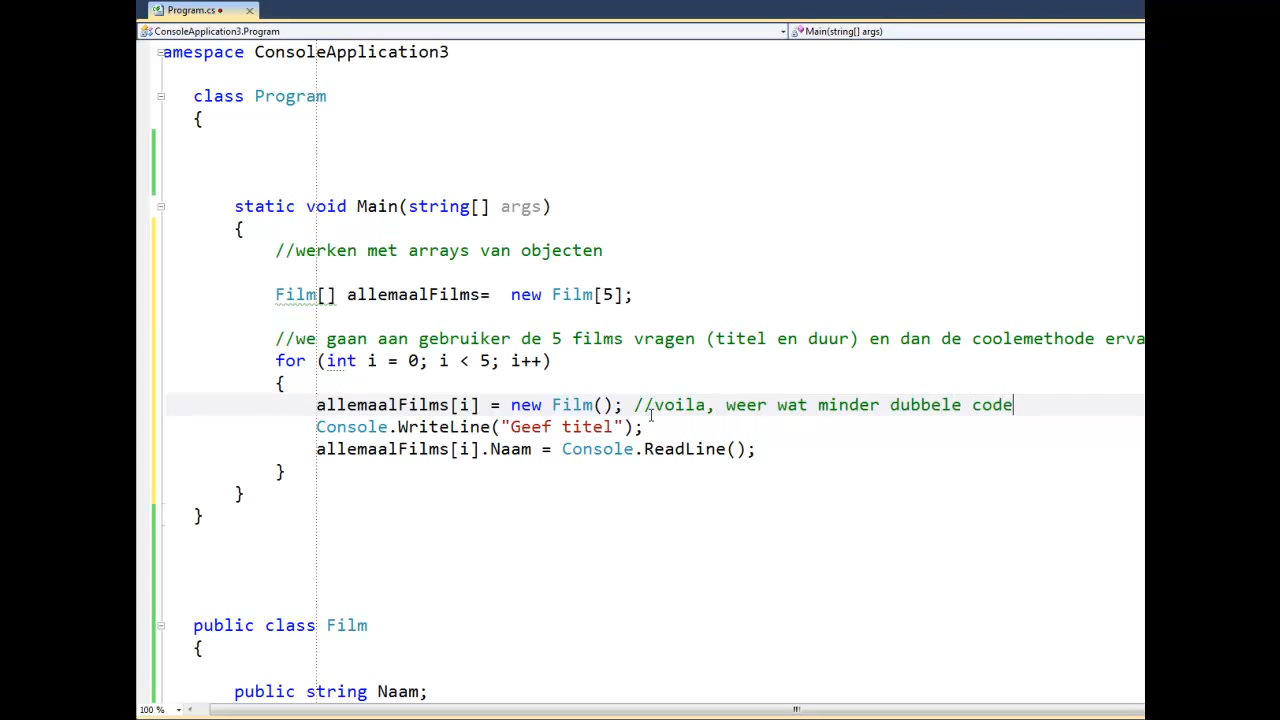 Program.cs
ConsoleApplication3.Program
Main(string[] args)
amespace ConsoleApplication3
class Program
{
static void Main(string[] args)
{
//werken met arrays van objecten
Film[] allemaalFilms=  new Film[5];
//we gaan aan gebruiker de 5 films vragen (titel en duur) en dan de coolemethode erva
for (int i = 0; i < 5; i++)
{
allemaalFilms[i] = new Film(); //voila, weer wat minder dubbele code
Console.WriteLine("Geef titel");
allemaalFilms[i].Naam = Console.ReadLine();
}
}
}
public class Film
{
public string Naam;
100 %